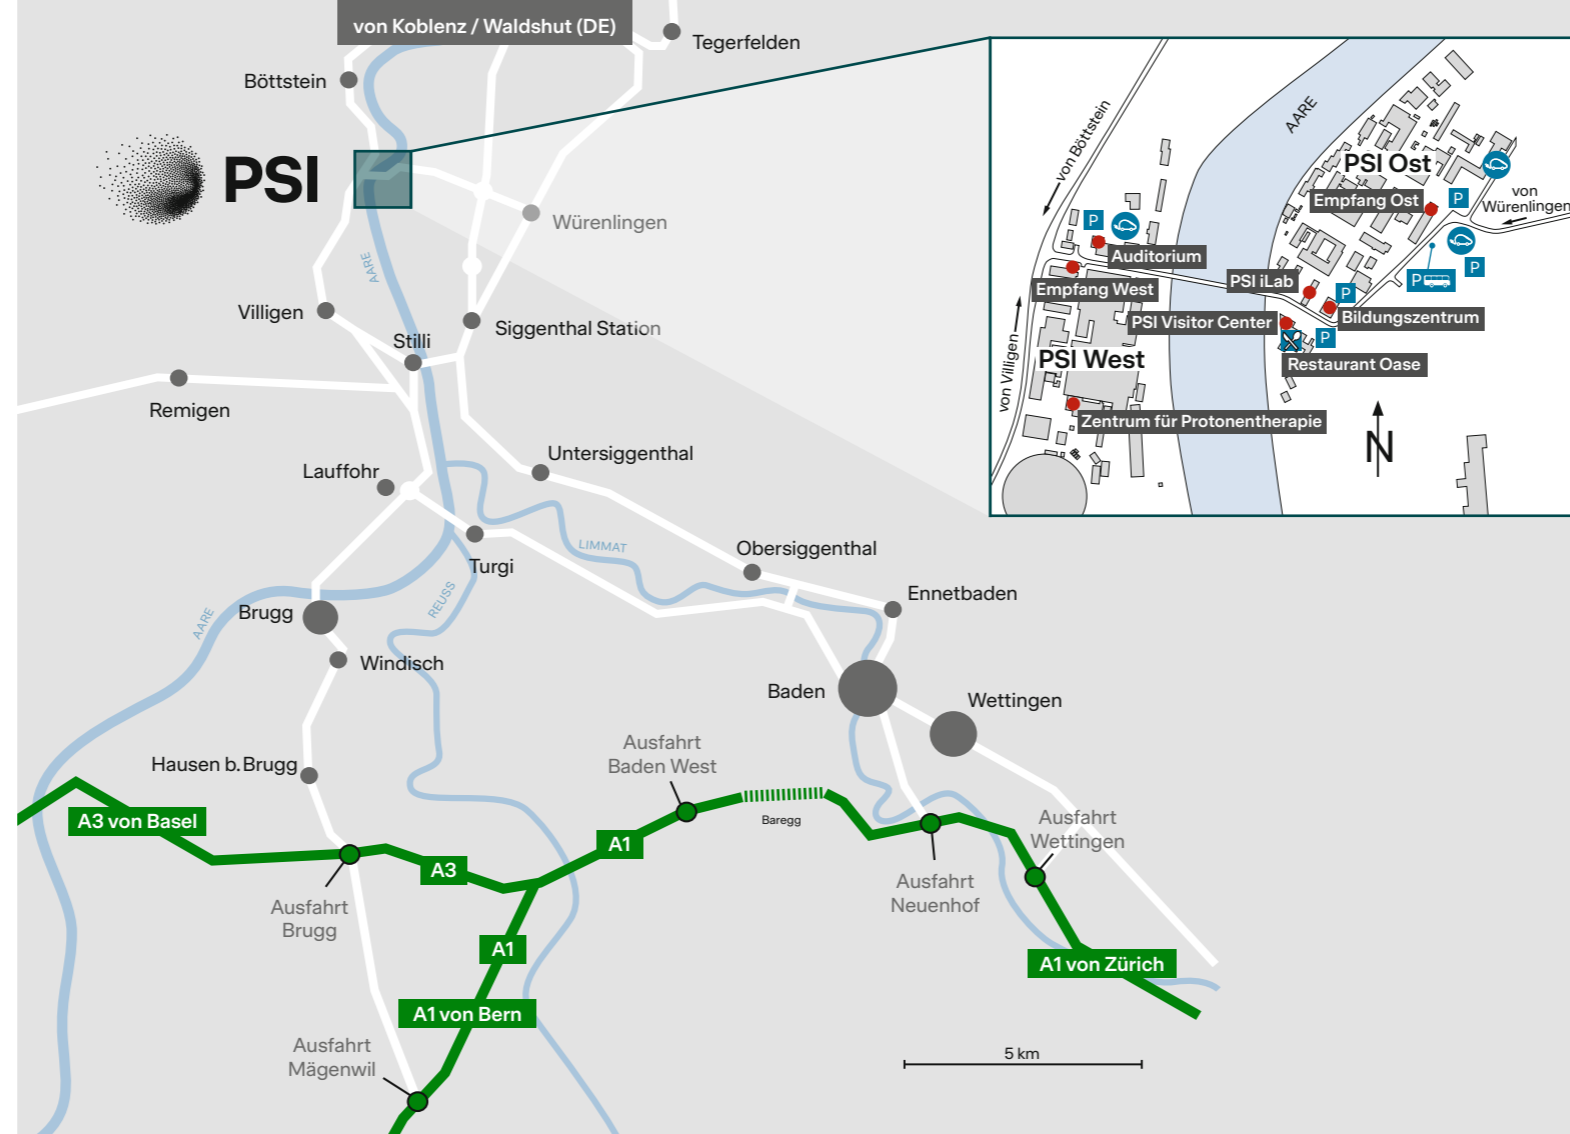 von Koblenz / Waldshut (DE)
Tegerfelden
Böttstein
PSI
Würenlingen
AARE
Villigen
Siggenthal Station
Stilli
Remigen
Untersiggenthal
Lauffohr
LIMMAT
Obersiggenthal
Turgi
REUSS
Ennetbaden
AARE
Brugg
Windisch
Baden
Wettingen
Ausfahrt
Baden West
Hausen b. Brugg
A3 von Basel
Baregg
A1
Ausfahrt
Wettingen
A3
Ausfahrt
Neuenhof
Ausfahrt
Brugg
A1
A1 von Zürich
A1 von Bern
Ausfahrt
Mägenwil
5 km
AARE
von Böttstein
PSI Ost
von
Würenlingen
Empfang Ost
P
P
Auditorium
P
P
PSI iLab
P
Empfang West
Bildungszentrum
PSI Visitor Center
P
von Villigen
PSI West
Restaurant Oase
Zentrum für Protonentherapie
N